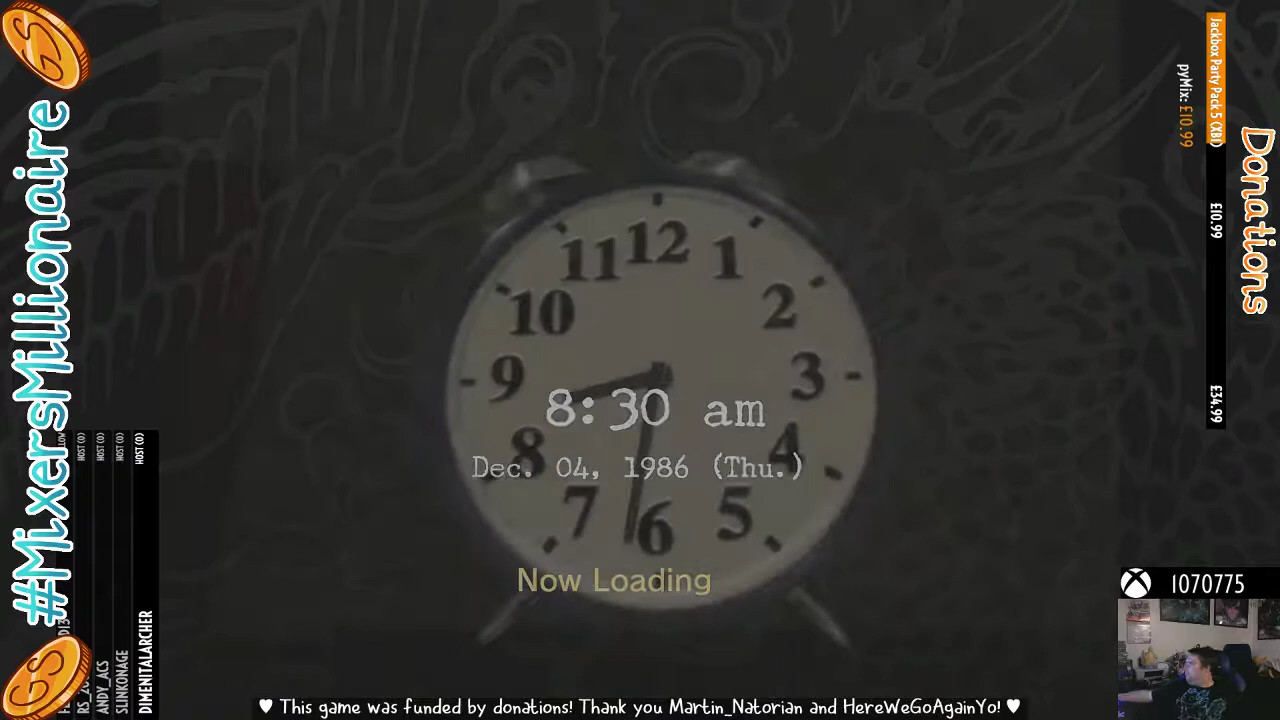 #MixersMillionaire
GS
GS
11 12 1
10 2
9 3
8 4
7 6 5
8:30 am
Dec. 04, 1986 (Thu.)
Now Loading
HOST (0)
HOST (0)
HOST (0)
HOST (0)
ANDY_ACS
SLINKONAGE
DIMENITALARCHER
Donations
Jackbox Party Pack 5 (XB1)
£10.99
£34.99
pyMix: £10.99
1070775
♥ This game was funded by donations! Thank you Martin_Natorian and HereWeGoAgainYo! ♥